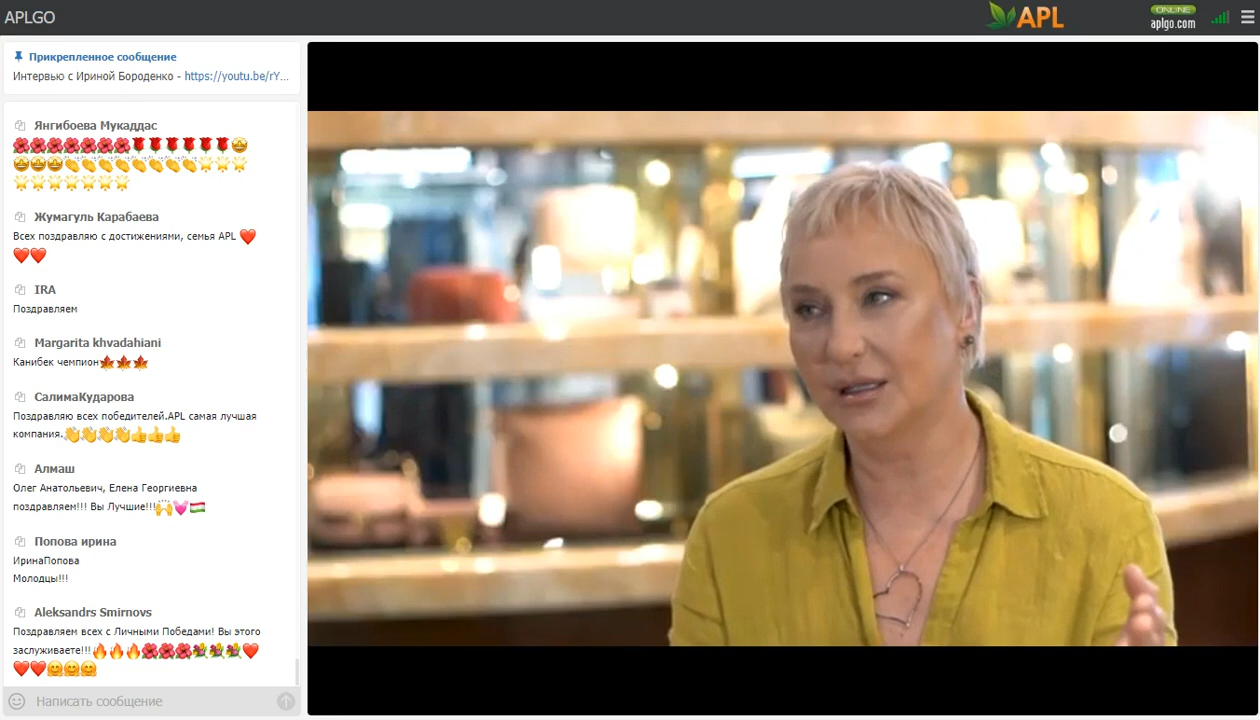 APLGO
APL
ONLINE
aplgo.com
Прикрепленное сообщение
Интервью с Ириной Бороденко - https://youtu.be/rY...
Янгибоева Мукаддас
Жумагуль Карабаева
Всех поздравляю с достижениями, семья APL
IRA
Поздравляем
Margarita khvadahiani
Канибек чемпион
СалимаКударова
Поздравляю всех победителей.APL самая лучшая
компания.
Алмаш
Олег Анатольевич, Елена Георгиевна
поздравляем!!! Вы Лучшие!!!
Попова ирина
ИринаПопова
Молодцы!!!
Aleksandrs Smirnovs
Поздравляем всех с Личными Победами! Вы этого
заслуживаете!!!
Написать сообщение